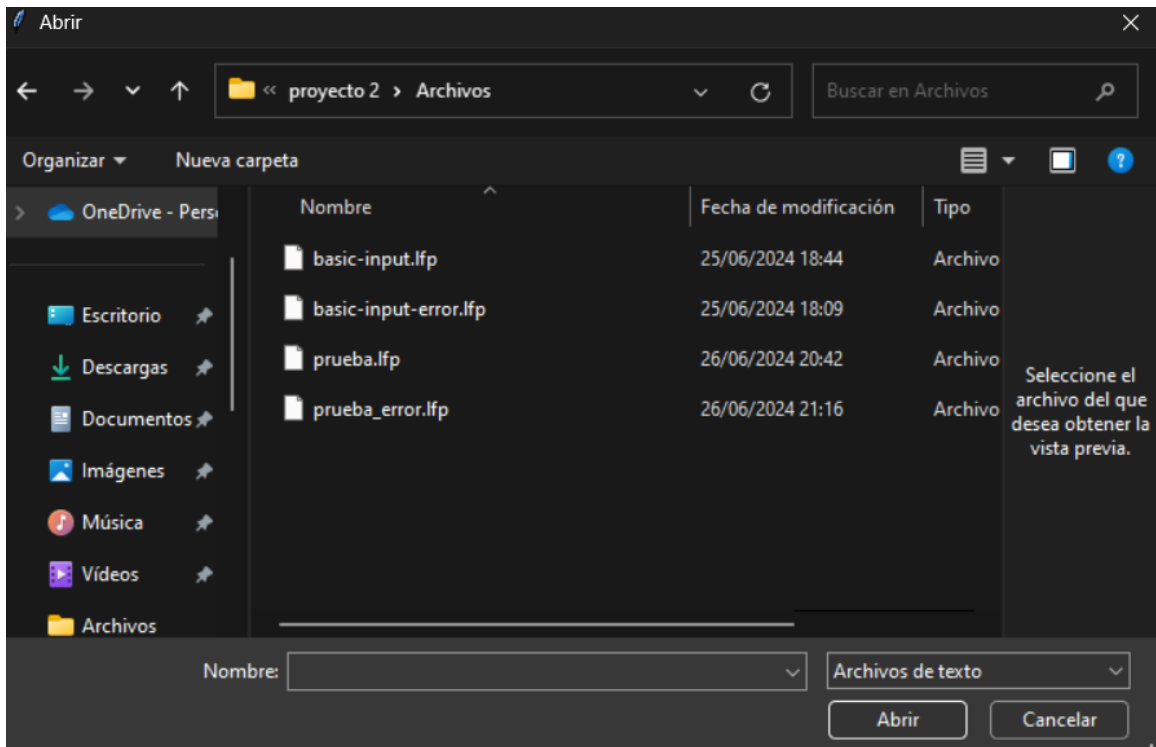 Abrir
« proyecto 2 › Archivos
Buscar en Archivos
Organizar
Nueva carpeta
?
OneDrive - Pers
Nombre
Fecha de modificación
Tipo
basic-input.lfp
25/06/2024 18:44
Archivo
basic-input-error.lfp
25/06/2024 18:09
Archivo
prueba.lfp
26/06/2024 20:42
Archivo
prueba_error.lfp
26/06/2024 21:16
Archivo
Escritorio
Descargas
Documentos
Imágenes
Música
Vídeos
Archivos
Seleccione el
archivo del que
desea obtener la
vista previa.
Nombre:
Archivos de texto
Abrir
Cancelar